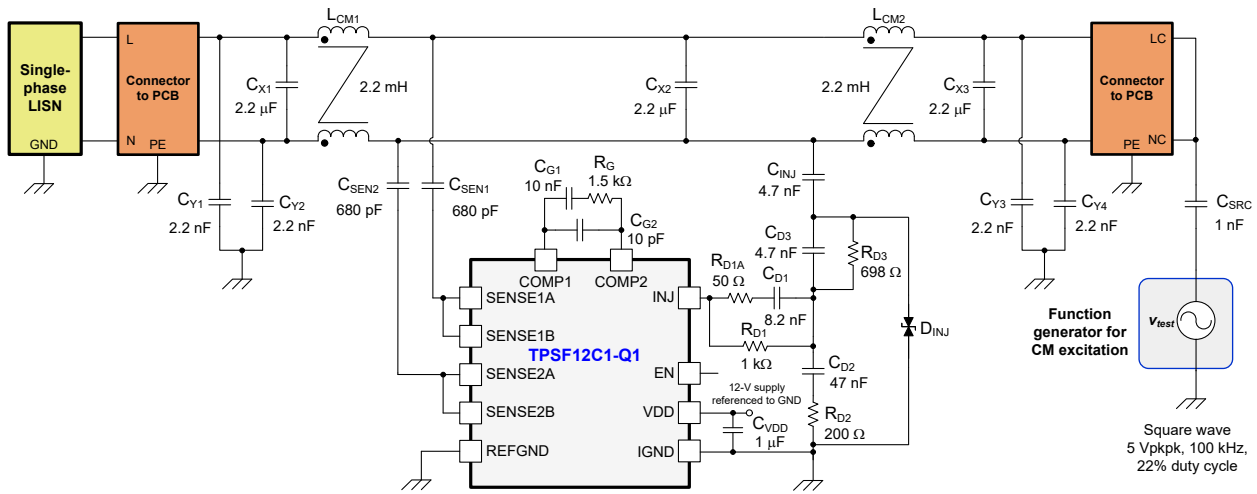 LCM1
LCM2
Single-
phase
LISN
GND
L
Connector
to PCB
N
PE
CX1
2.2 μF
2.2 mH
CX2
2.2 μF
2.2 mH
CX3
2.2 μF
LC
Connector
to PCB
NC
PE
CY1
2.2 nF
CY2
2.2 nF
CSEN2
680 pF
CSEN1
680 pF
CG1
10 nF
RG
1.5 kΩ
CG2
10 pF
CINJ
4.7 nF
CD3
4.7 nF
RD3
698 Ω
CY3
2.2 nF
CY4
2.2 nF
CSRC
1 nF
COMP1
COMP2
SENSE1A
SENSE1B
SENSE2A
SENSE2B
REFGND
TPSF12C1-Q1
INJ
EN
VDD
IGND
RD1A
50 Ω
CD1
8.2 nF
RD1
1 kΩ
CD2
47 nF
RD2
200 Ω
DINJ
12-V supply
referenced to GND
CVDD
1 μF
Function
generator for
CM excitation
vtest
Square wave
5 Vpkpk, 100 kHz,
22% duty cycle